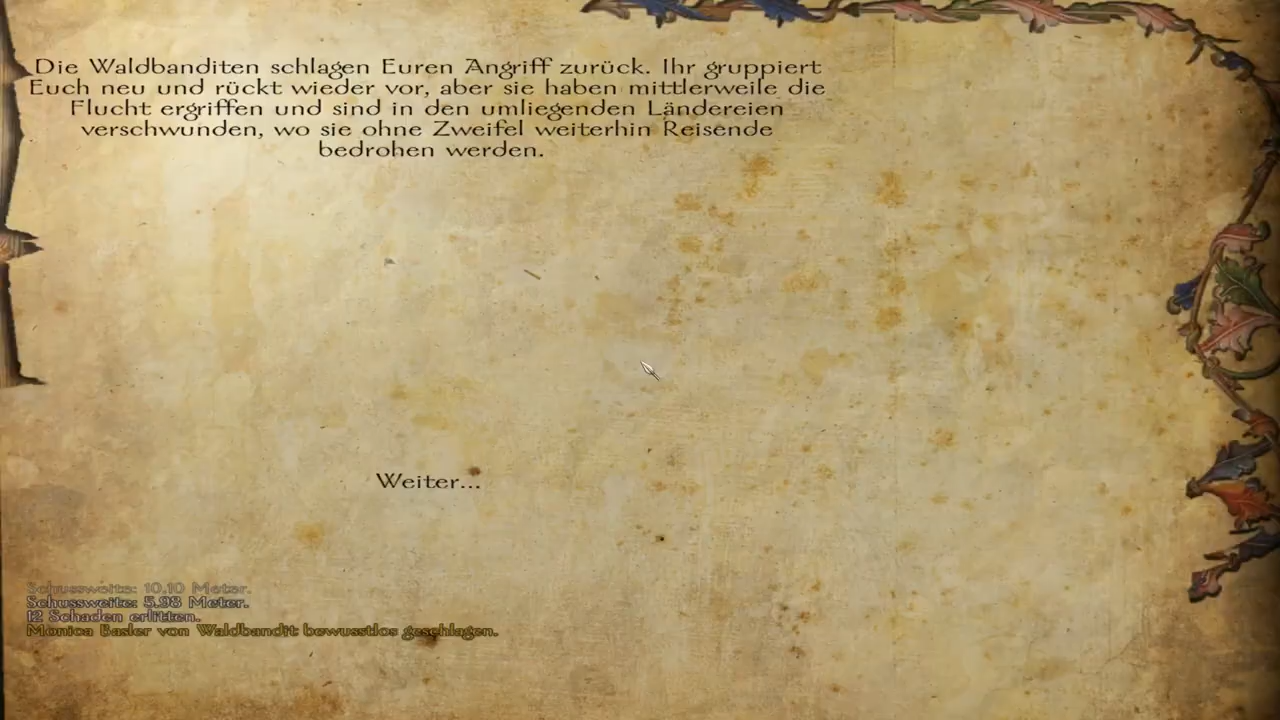 Die Waldbanditen schlagen Euren Angriff zurück. Ihr gruppiert
Euch neu und rückt wieder vor, aber sie haben mittlerweile die
Flucht ergriffen und sind in den umliegenden Ländereien
verschwunden, wo sie ohne Zweifel weiterhin Reisende
bedrohen werden.
Weiter...
Schussweite: 10.10 Meter.
Schussweite: 5.98 Meter.
12 Schaden erlitten.
Monica Basler von Waldbandit bewusstlos geschlagen.